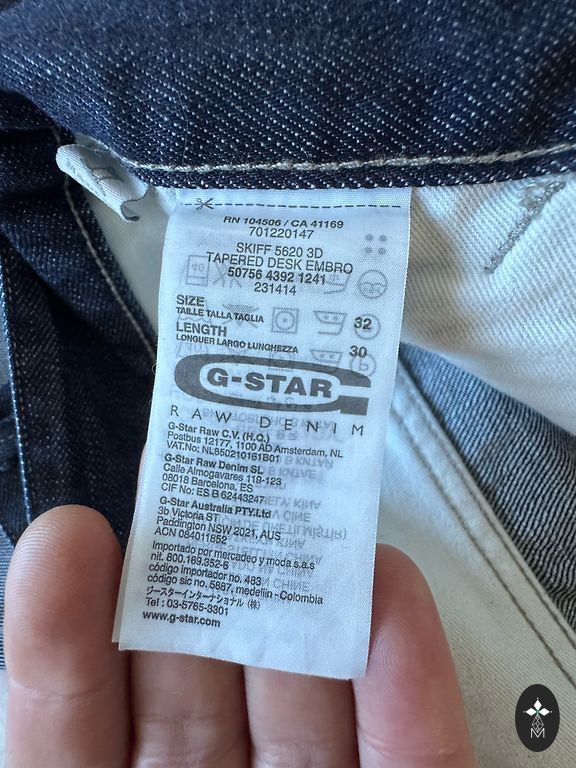 RN 104506 / CA 41169
701220147
SKIFF 5620 3D
TAPERED DESK EMBRO
50756 4392 1241
231414
SIZE
TAILLE TALLA TAGLIA 32
LENGTH
LONGUER LARGO LUNGHEZZA 30
G-STAR
RAW DENIM
G-Star Raw C.V. (H.Q.)
Postbus 12177, 1100 AD Amsterdam, NL
VAT.No: NL850210161B01
G-Star Raw Denim SL
Calle Almogavares 119-123
08018 Barcelona, ES
CIF No: ES B 62443247
G-Star Australia PTY.Ltd
3b Victoria ST
Paddington NSW 2021, AUS
ACN 084011852
Importado por mercadeo y moda s.a.s
nit. 800.169.352-6
código importador no. 483
código sic no. 5897, medellin - Colombia
ジースターインターナショナル (株)
Tel : 03-5765-3301
www.g-star.com